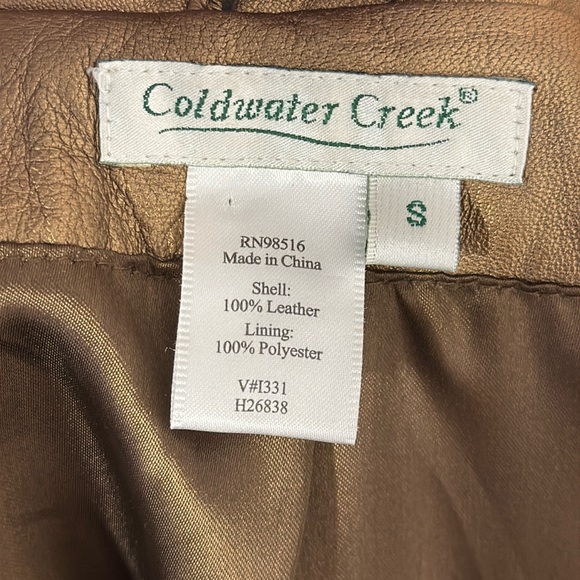 Coldwater Creek®
S
RN98516
Made in China
Shell:
100% Leather
Lining:
100% Polyester
V#I331
H26838